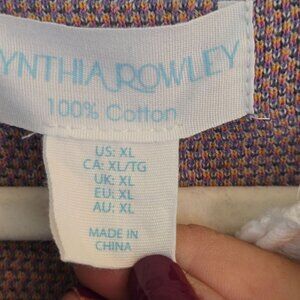 YNTHIA ROWLEY
100% Cotton
US: XL
CA: XL/TG
UK: XL
EU: XL
AU: XL
MADE IN
CHINA